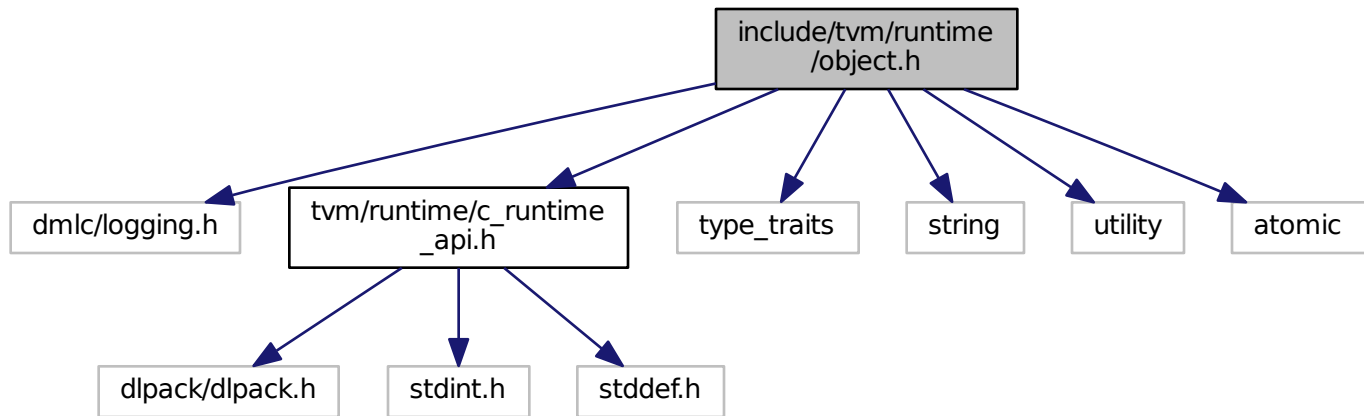 include/tvm/runtime
/object.h
dmlc/logging.h
tvm/runtime/c_runtime
_api.h
type_traits
string
utility
atomic
dlpack/dlpack.h
stdint.h
stddef.h